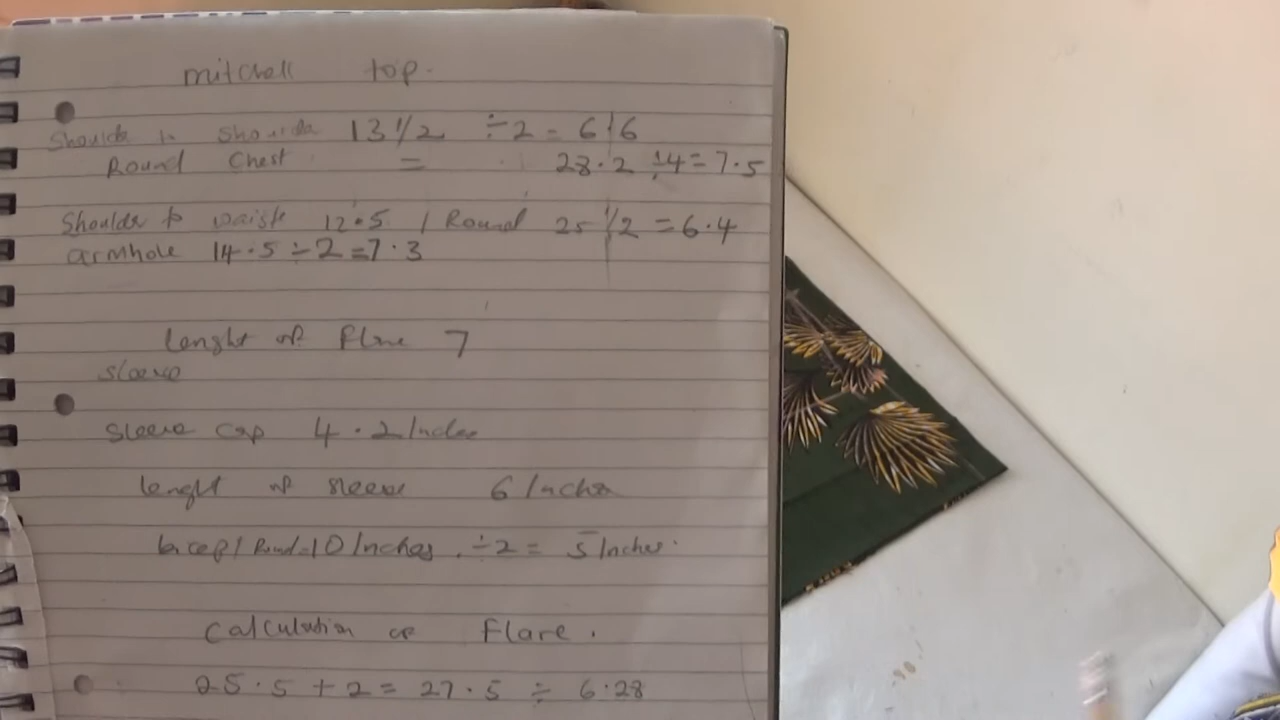 mitchell top.
Shoulder to Shoulder 13 1/2 ÷2 = 6/6
Round Chest = 28.2 ÷4=7.5
Shoulder to waist 12.5 / Round 25 1/2 =6.4
armhole 14.5 ÷2=7.3
lenght of flare 7
sleeve
sleeve cap 4.2 Inches
lenght of sleeve 6 Inches
bicep/Round=10 Inches ÷2 = 5 Inches.
Calculation of Flare.
25.5 +2= 27.5 ÷ 6.28